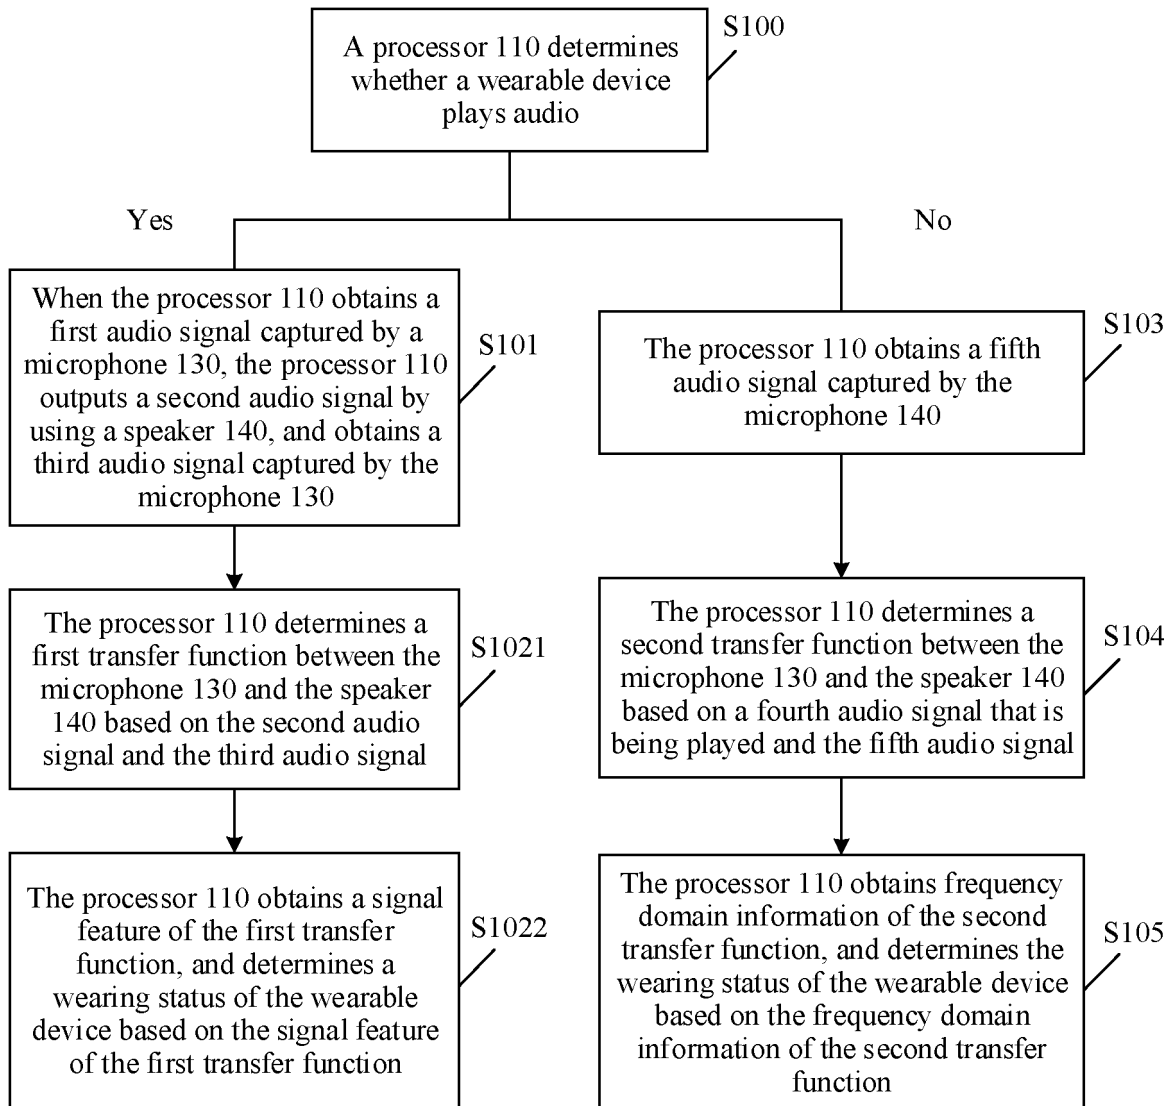 A processor 110 determines
whether a wearable device
plays audio
S100
Yes
No
When the processor 110 obtains a
first audio signal captured by a
microphone 130, the processor 110
outputs a second audio signal by
using a speaker 140, and obtains a
third audio signal captured by the
microphone 130
S101
The processor 110 obtains a fifth
audio signal captured by the
microphone 140
S103
The processor 110 determines a
first transfer function between the
microphone 130 and the speaker
140 based on the second audio
signal and the third audio signal
S1021
The processor 110 determines a
second transfer function between the
microphone 130 and the speaker 140
based on a fourth audio signal that is
being played and the fifth audio signal
S104
The processor 110 obtains a signal
feature of the first transfer
function, and determines a
wearing status of the wearable
device based on the signal feature
of the first transfer function
S1022
The processor 110 obtains frequency
domain information of the second
transfer function, and determines the
wearing status of the wearable device
based on the frequency domain
information of the second transfer
function
S105